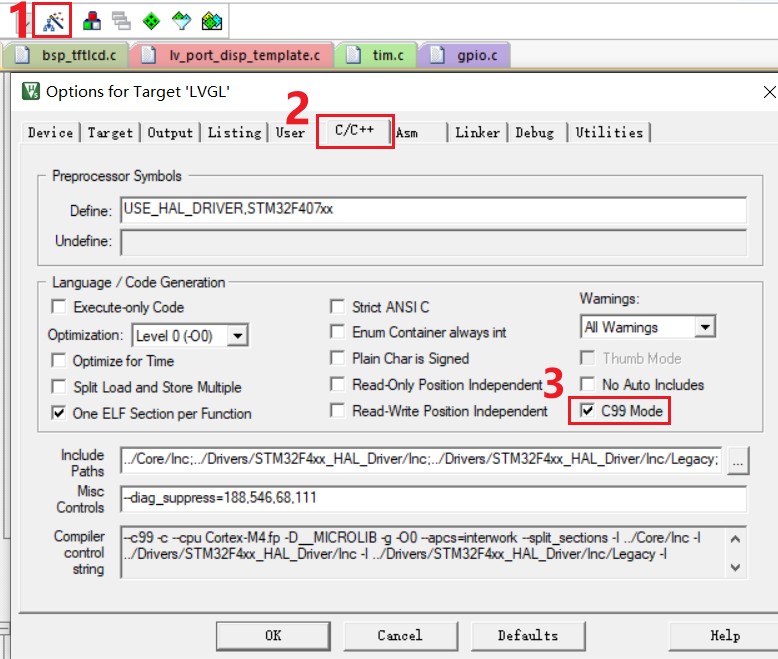 1
bsp_tftlcd.c lv_port_disp_template.c tim.c gpio.c
Options for Target 'LVGL'
2
Device Target Output Listing User C/C++ Asm Linker Debug Utilities
Preprocessor Symbols
Define: USE_HAL_DRIVER,STM32F407xx
Undefine:
Language / Code Generation
Execute-only Code
Optimization: Level 0 (-O0)
Optimize for Time
Split Load and Store Multiple
One ELF Section per Function
Strict ANSI C
Enum Container always int
Plain Char is Signed
Read-Only Position Independent
Read-Write Position Independent
Warnings:
All Warnings
Thumb Mode
No Auto Includes
3
C99 Mode
Include Paths
../Core/Inc;../Drivers/STM32F4xx_HAL_Driver/Inc;../Drivers/STM32F4xx_HAL_Driver/Inc/Legacy;
...
Misc Controls
--diag_suppress=188,546,68,111
Compiler control string
--c99 -c --cpu Cortex-M4.fp -D__MICROLIB -g -O0 --apcs=interwork --split_sections -I ../Core/Inc -I
../Drivers/STM32F4xx_HAL_Driver/Inc -I ../Drivers/STM32F4xx_HAL_Driver/Inc/Legacy -I
OK Cancel Defaults Help